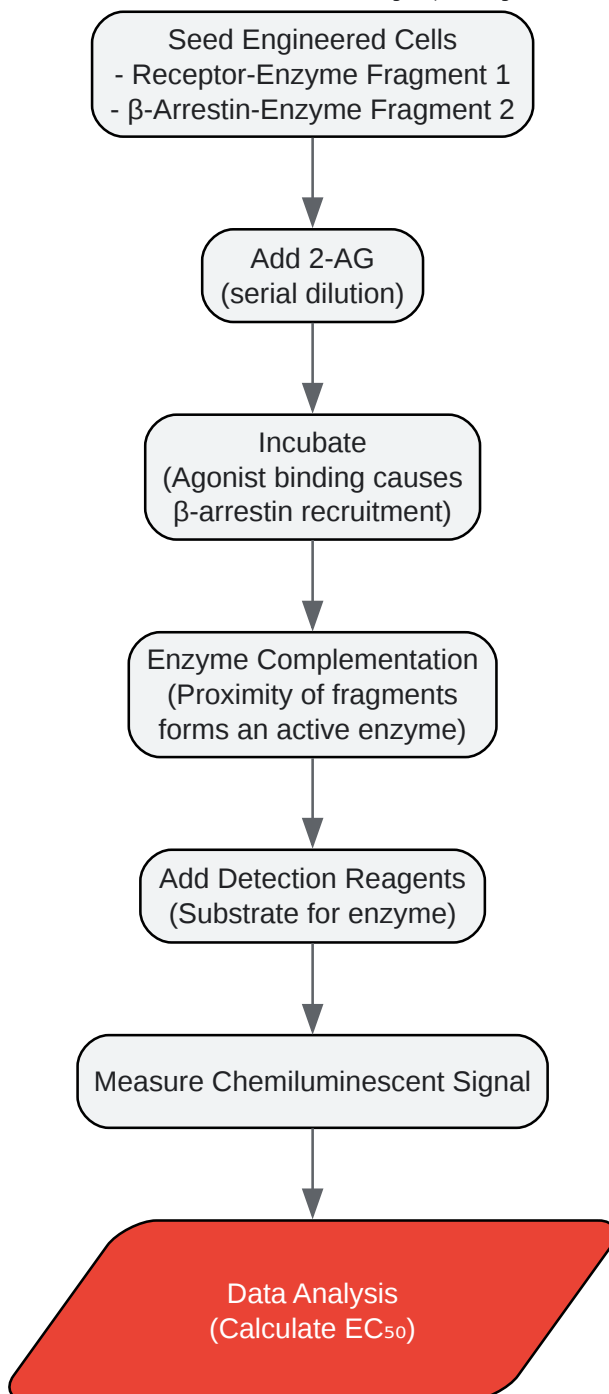 Seed Engineered Cells
- Receptor-Enzyme Fragment 1
- β-Arrestin-Enzyme Fragment 2
Add 2-AG
(serial dilution)
Incubate
(Agonist binding causes
β-arrestin recruitment)
Enzyme Complementation
(Proximity of fragments
forms an active enzyme)
Add Detection Reagents
(Substrate for enzyme)
Measure Chemiluminescent Signal
Data Analysis
(Calculate EC₅₀)